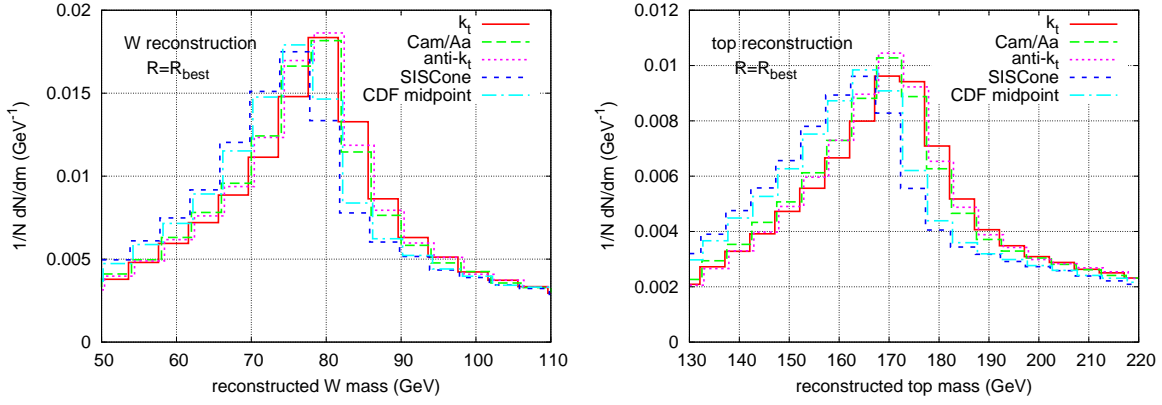 1/N dN/dm (GeV⁻¹)
0.02
0.015
0.01
0.005
0
50 60 70 80 90 100 110
reconstructed W mass (GeV)
W reconstruction
R=R_best
k_t
Cam/Aa
anti-k_t
SISCone
CDF midpoint
1/N dN/dm (GeV⁻¹)
0.012
0.01
0.008
0.006
0.004
0.002
0
130 140 150 160 170 180 190 200 210 220
reconstructed top mass (GeV)
top reconstruction
R=R_best
k_t
Cam/Aa
anti-k_t
SISCone
CDF midpoint